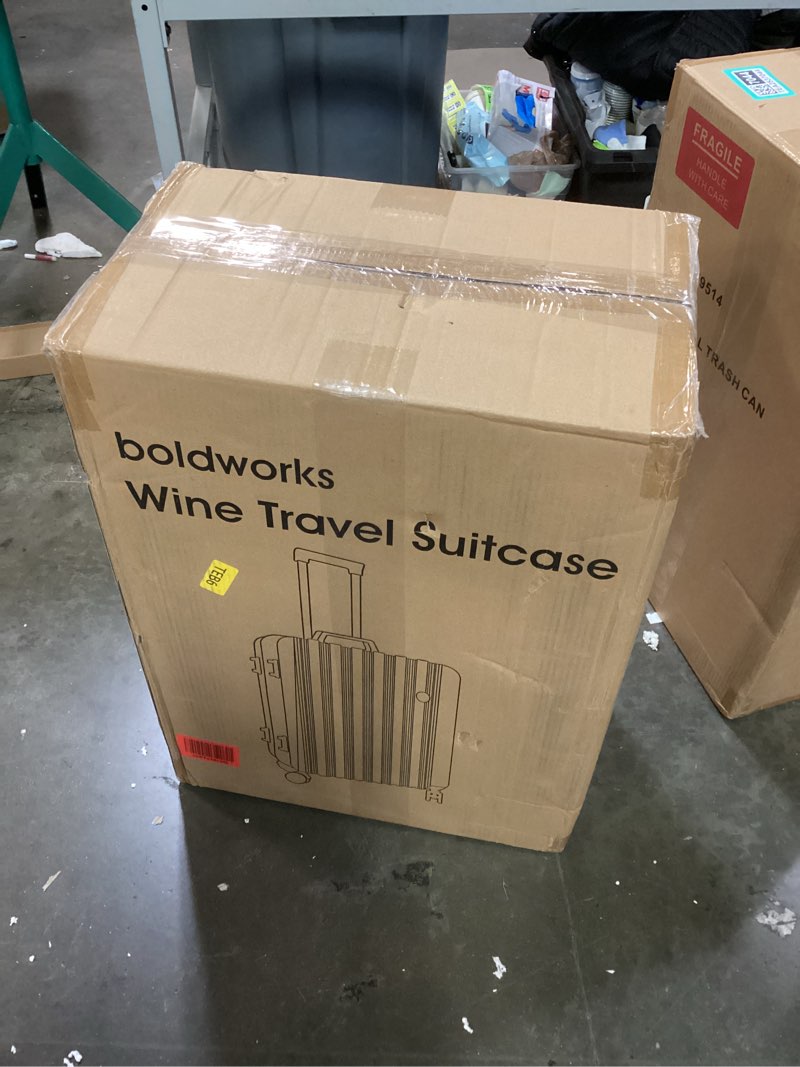 boldworks
Wine Travel Suitcase
TEB6
FRAGILE
HANDLE
WITH CARE
9514
L TRASH CAN